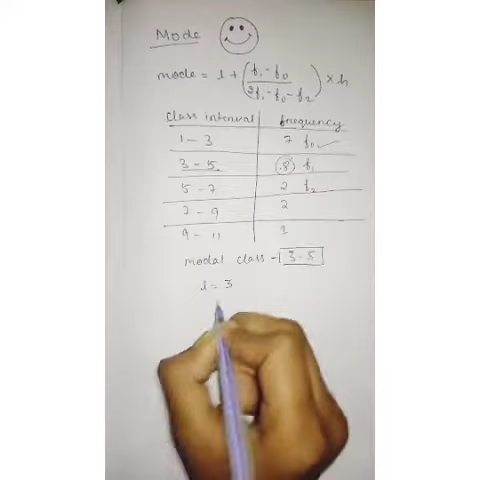 Mode
mode = l + (f₁ - f₀ / 2f₁ - f₀ - f₂) × h
Class interval frequency
1 - 3 7 f₀ ✓
3 - 5 8 f₁
5 - 7 2 f₂
7 - 9 2
9 - 11 1
modal class - 3 - 5
l = 3